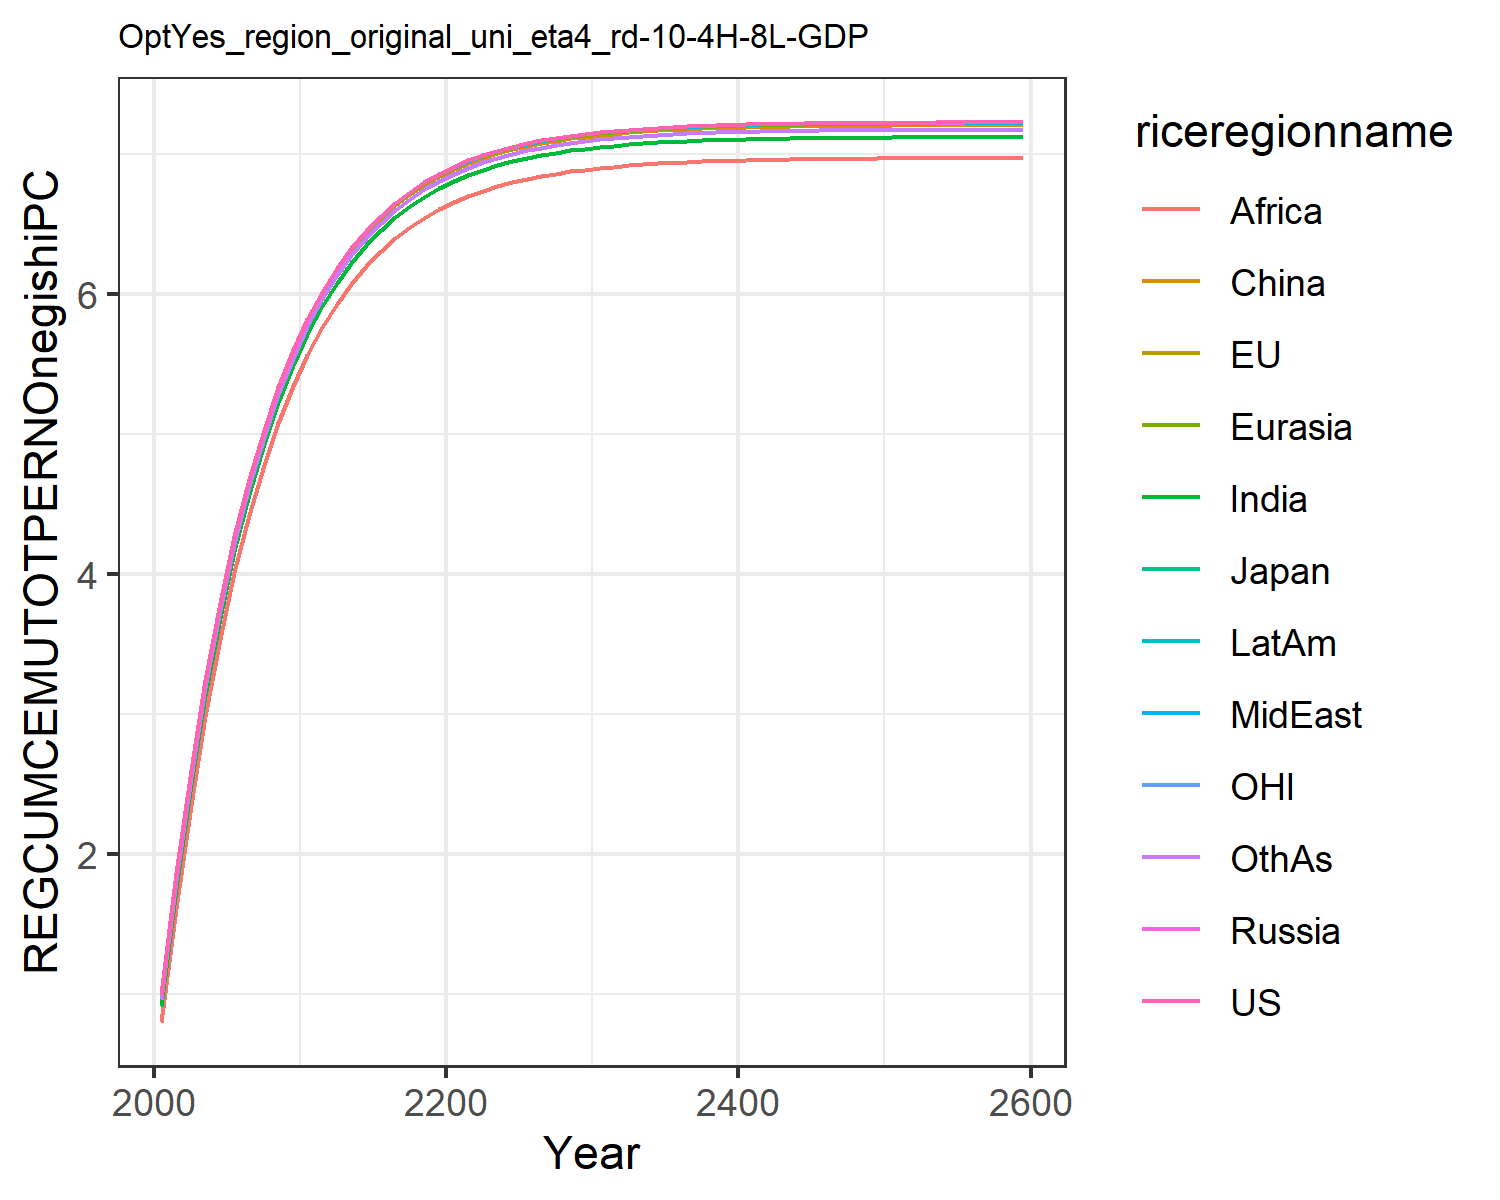 OptYes_region_original_uni_eta4_rd-10-4H-8L-GDP
REGCUMCEMUTOTPERNOnegishiPC
6
4
2
2000
2200
2400
2600
Year
riceregionname
Africa
China
EU
Eurasia
India
Japan
LatAm
MidEast
OHI
OthAs
Russia
US